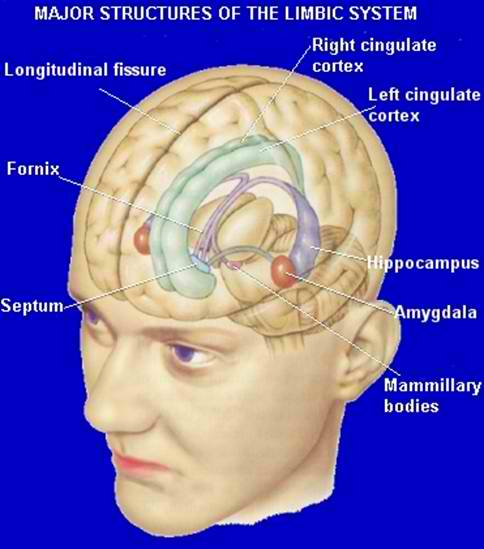 MAJOR STRUCTURES OF THE LIMBIC SYSTEM
Right cingulate
cortex
Longitudinal fissure
Left cingulate
cortex
Fornix
Hippocampus
Septum
Amygdala
Mammillary
bodies